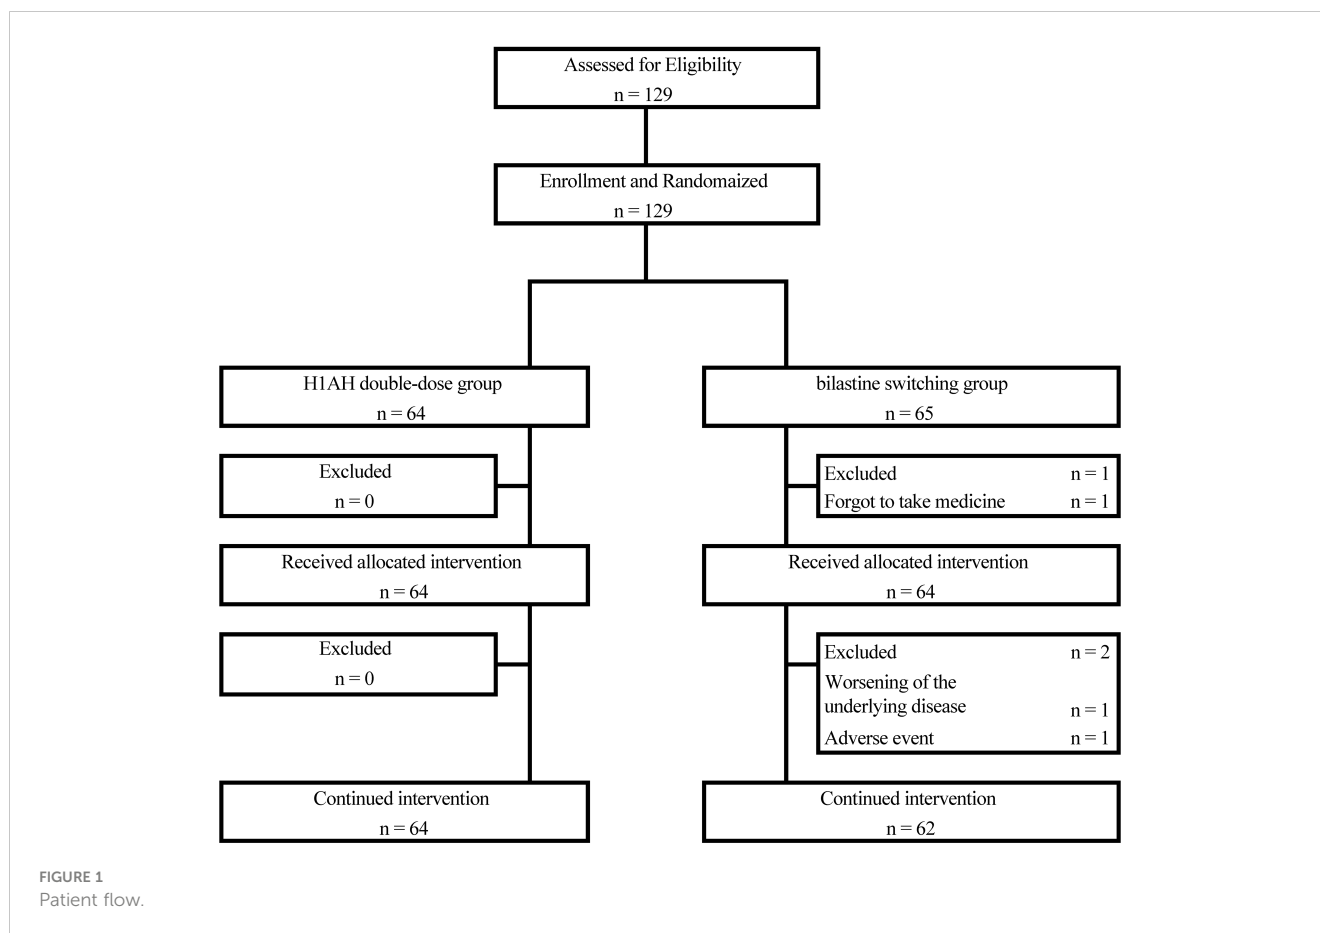 Assessed for Eligibility
n = 129
Enrollment and Randomaized
n = 129
H1AH double-dose group
n = 64
bilastine switching group
n = 65
Excluded
n = 0
Excluded n = 1
Forgot to take medicine n = 1
Received allocated intervention
n = 64
Received allocated intervention
n = 64
Excluded
n = 0
Excluded n = 2
Worsening of the
underlying disease n = 1
Adverse event n = 1
Continued intervention
n = 64
Continued intervention
n = 62
FIGURE 1
Patient flow.